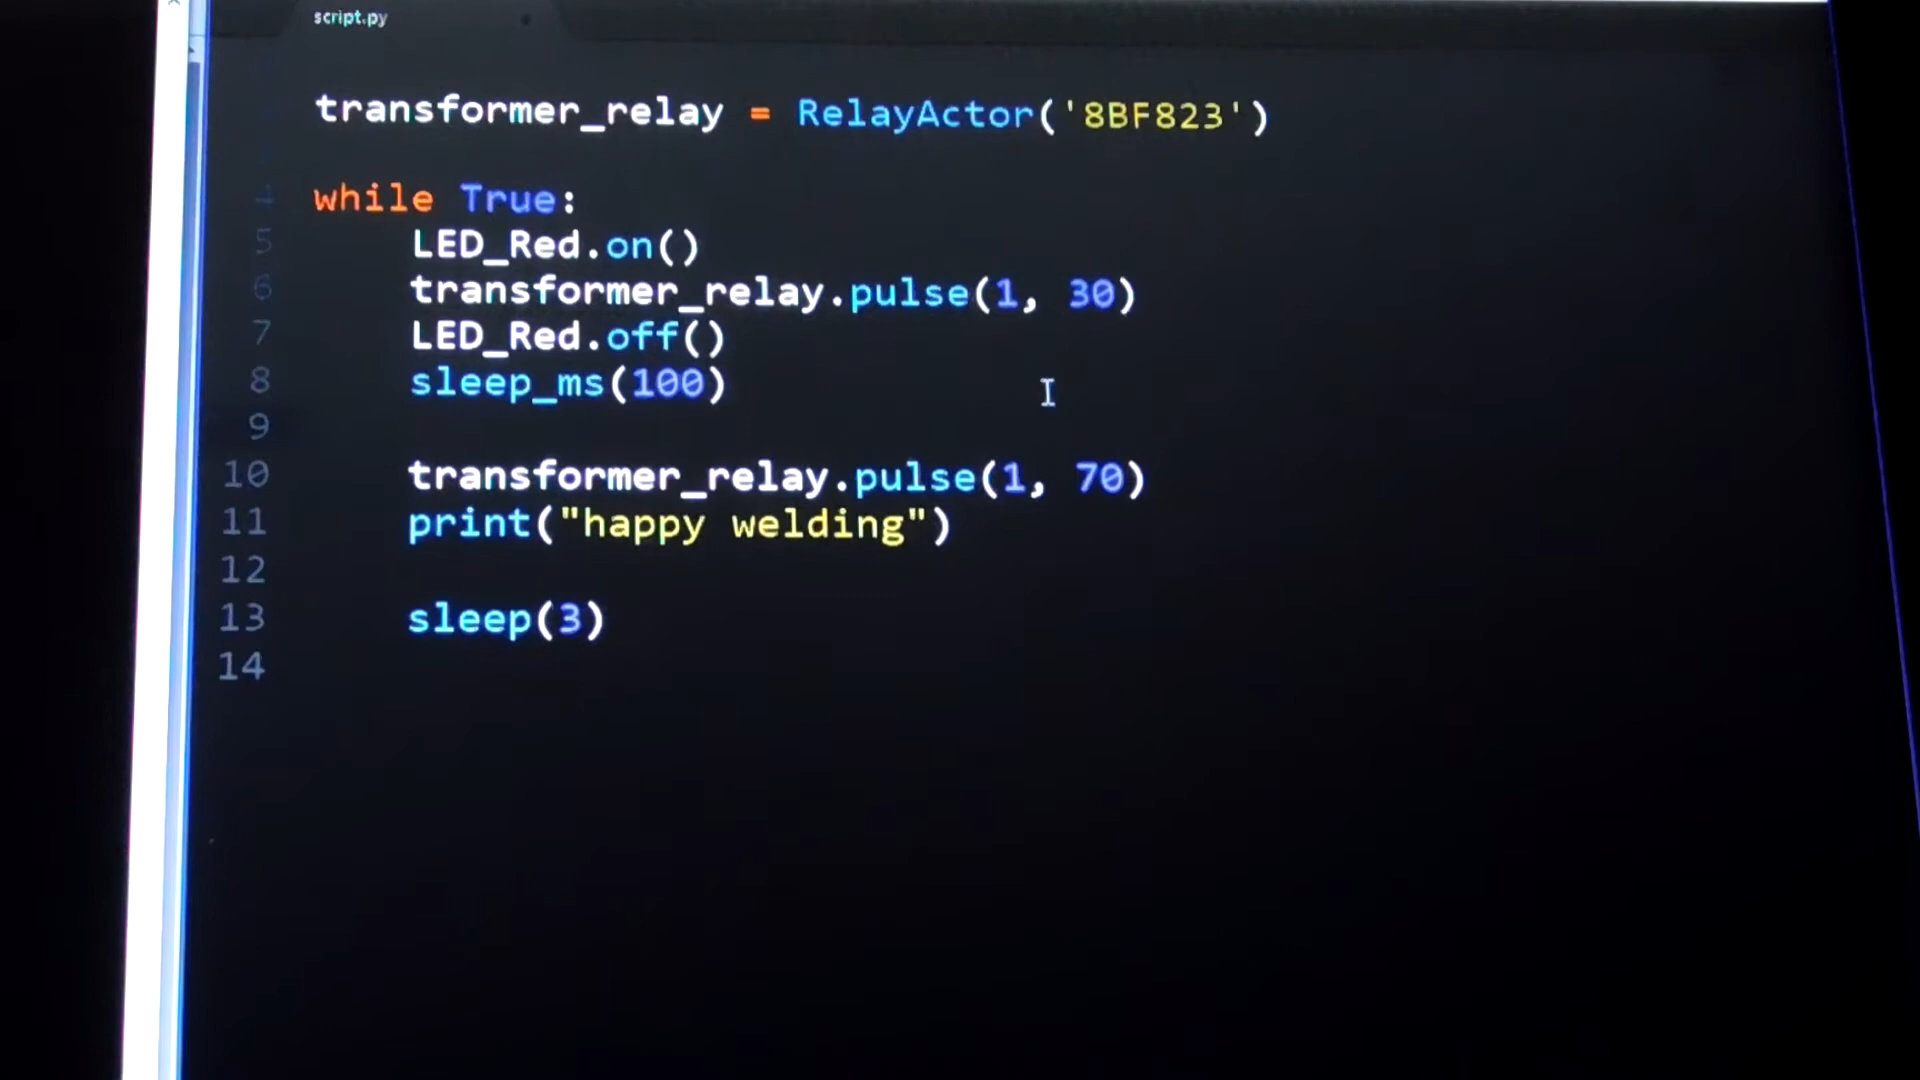 script.py
transformer_relay = RelayActor('8BF823')
4 while True:
5 LED_Red.on()
6 transformer_relay.pulse(1, 30)
7 LED_Red.off()
8 sleep_ms(100)
9
10 transformer_relay.pulse(1, 70)
11 print("happy welding")
12
13 sleep(3)
14